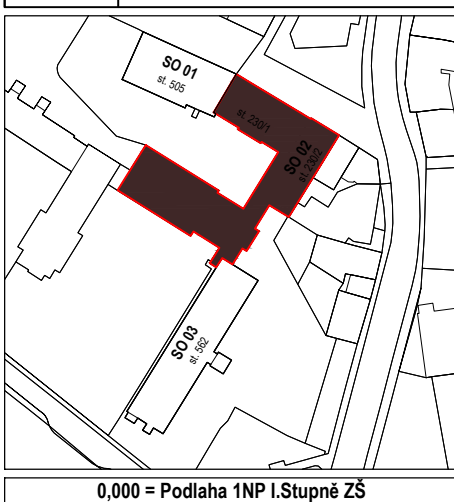 SO 01
st. 505
st. 230/1
SO 02
st. 230/2
SO 03
st. 562
0,000 = Podlaha 1NP I.Stupně ZŠ